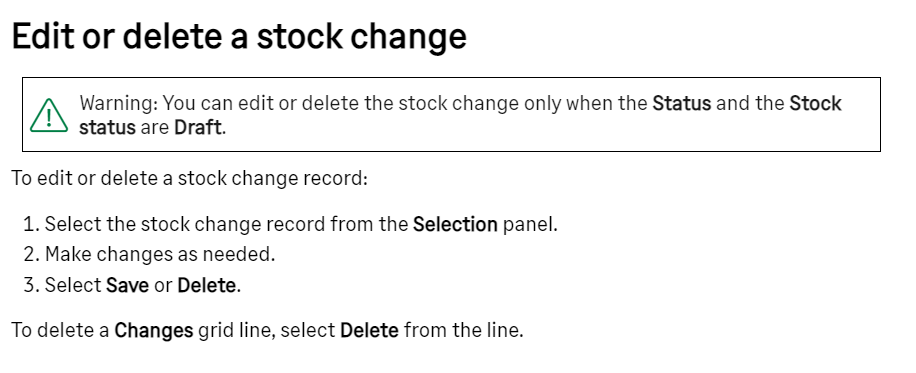 Edit or delete a stock change
Warning: You can edit or delete the stock change only when the Status and the Stock
status are Draft.
To edit or delete a stock change record:
1. Select the stock change record from the Selection panel.
2. Make changes as needed.
3. Select Save or Delete.
To delete a Changes grid line, select Delete from the line.